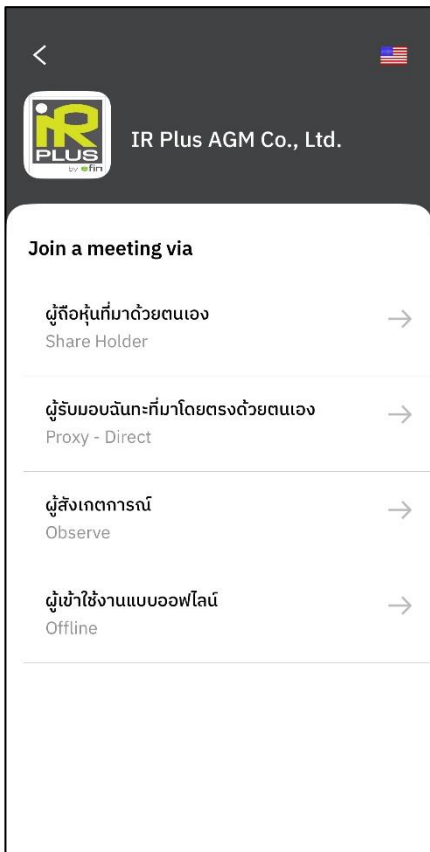 iR
PLUS
by efin
IR Plus AGM Co., Ltd.
Join a meeting via
ผู้ถือหุ้นที่มาด้วยตนเอง
Share Holder
ผู้รับมอบฉันทะที่มาโดยตรงด้วยตนเอง
Proxy - Direct
ผู้สังเกตการณ์
Observe
ผู้เข้าใช้งานแบบออฟไลน์
Offline